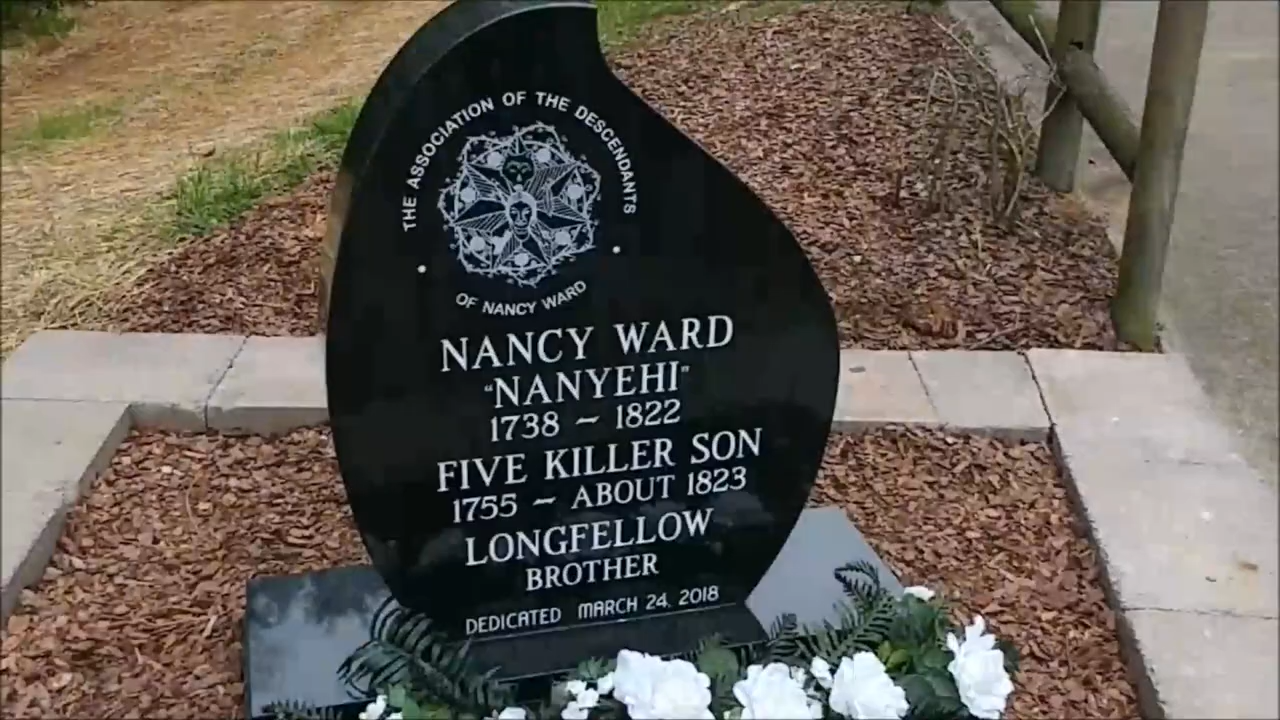 THE ASSOCIATION OF THE DESCENDANTS
OF NANCY WARD
NANCY WARD
"NANYEHI"
1738 ~ 1822
FIVE KILLER SON
1755 ~ ABOUT 1823
LONGFELLOW
BROTHER
DEDICATED MARCH 24, 2018